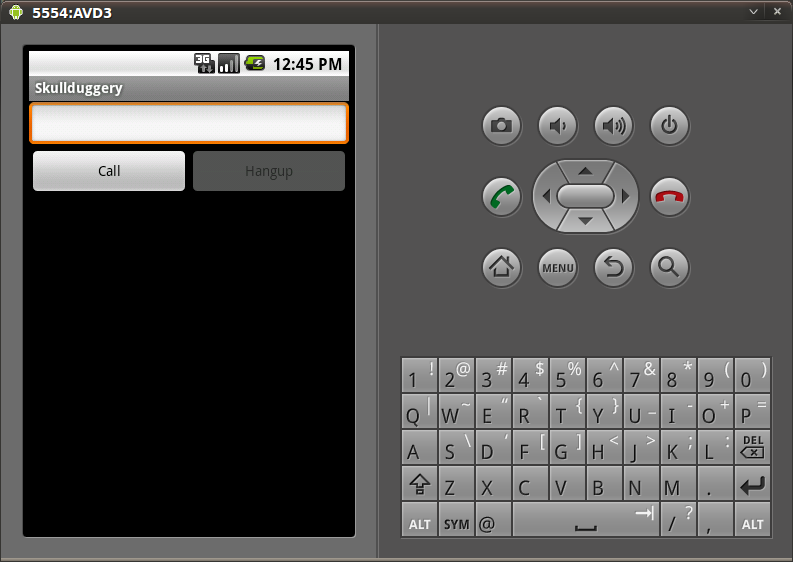 5554:AVD3
3G 12:45 PM
Skullduggery
Call Hangup
MENU
1 ! 2 @ 3 # 4 $ 5 % 6 ^ 7 & 8 * 9 ( 0 )
Q | W ~ E “ R ` T { Y } U _ I - O + P =
A S \ D ‘ F [ G ] H < J > K ; L : DEL
Z X C V B N M .
ALT SYM @ / ? , ALT